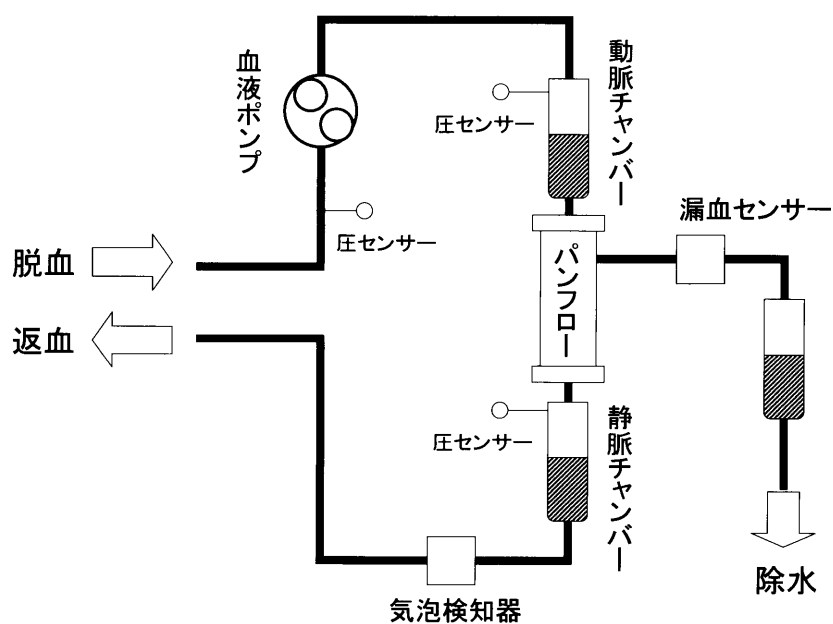 血液ポンプ
動脈チャンバー
圧センサー
圧センサー
漏血センサー
脱血
パンフロー
返血
圧センサー
静脈チャンバー
気泡検知器
除水